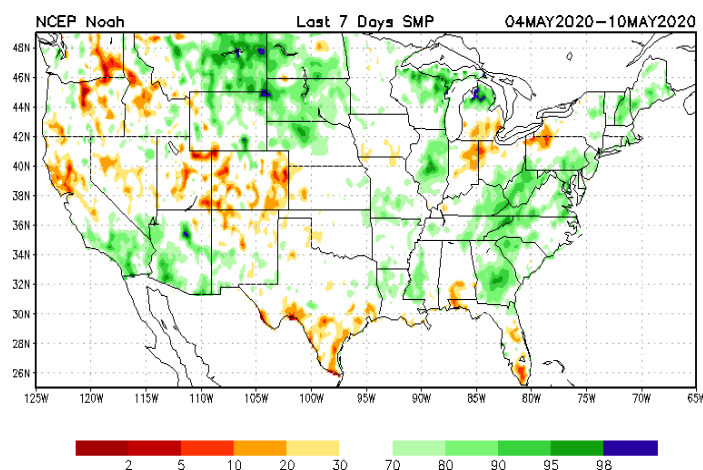 NCEP Noah Last 7 Days SMP 04MAY2020-10MAY2020
48N
46N
44N
42N
40N
38N
36N
34N
32N
30N
28N
26N
125W 120W 115W 110W 105W 100W 95W 90W 85W 80W 75W 70W 65W
2 5 10 20 30 70 80 90 95 98